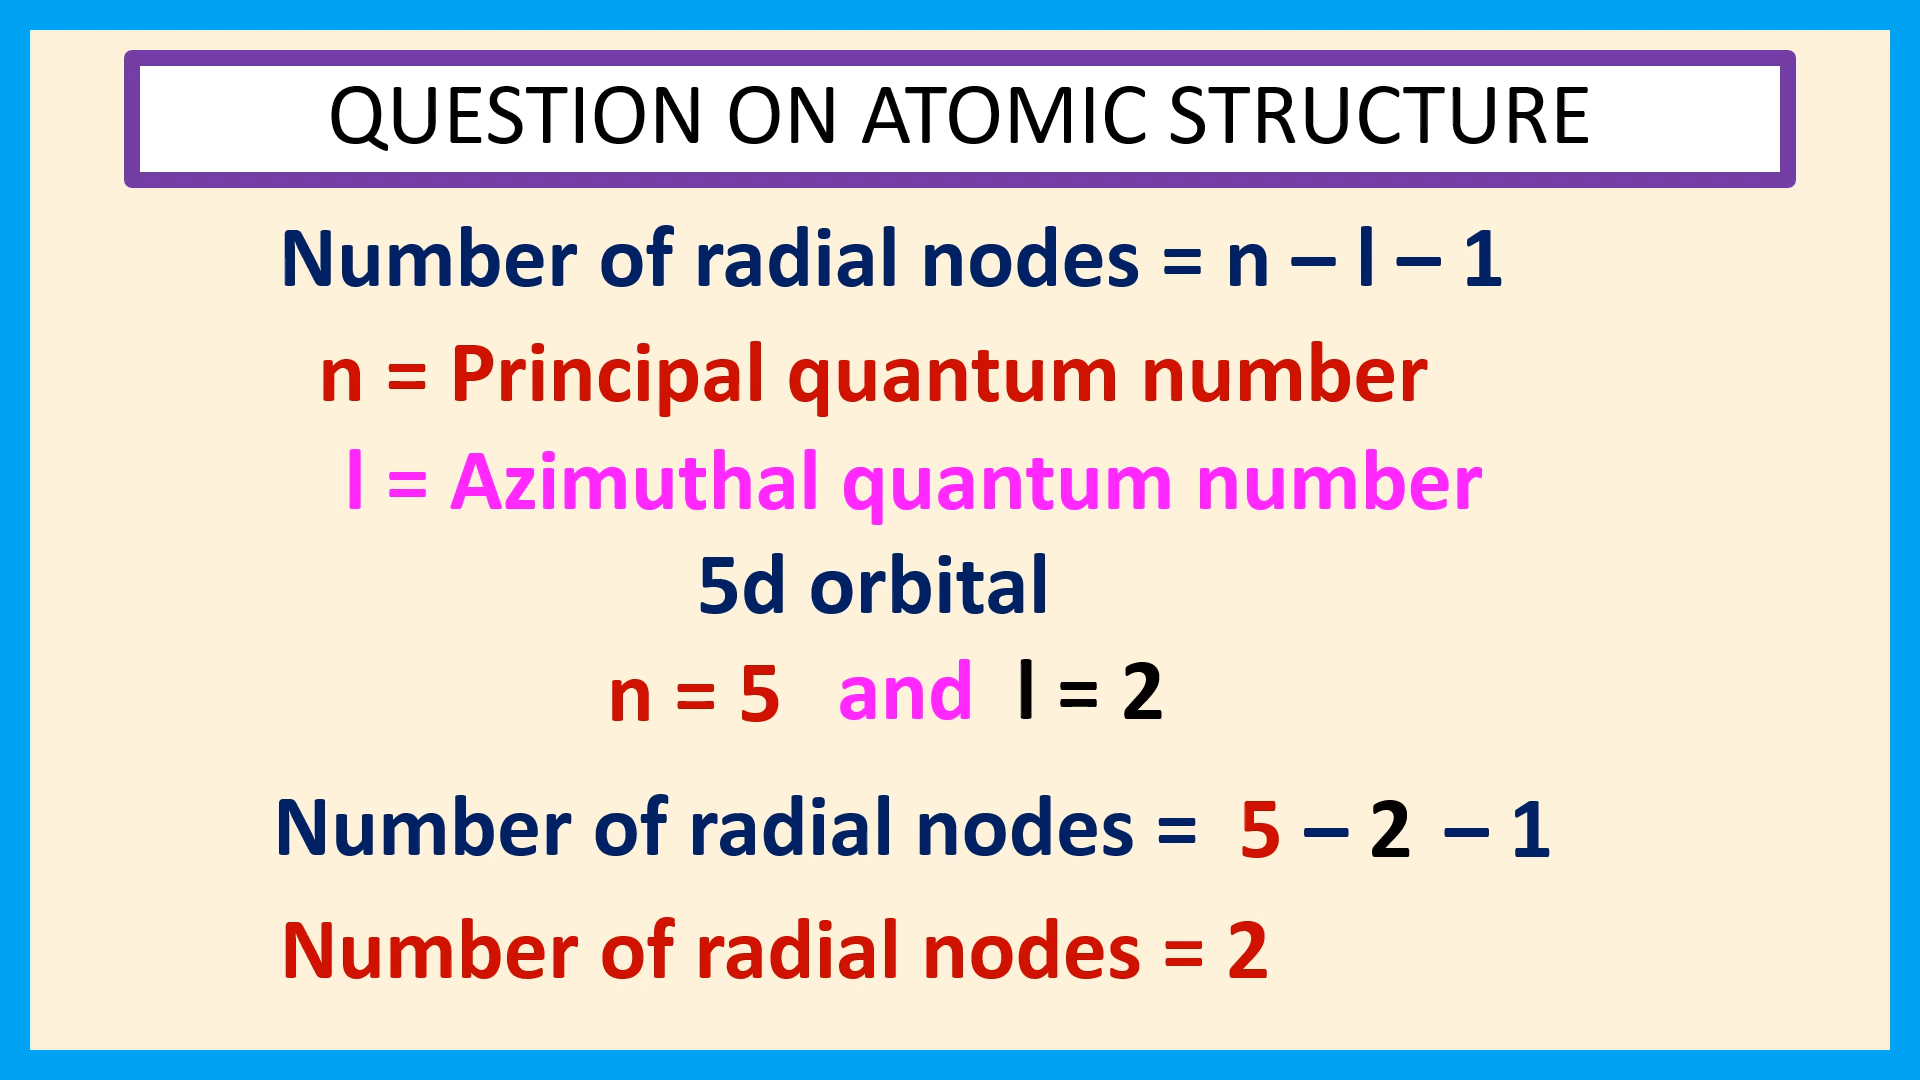 QUESTION ON ATOMIC STRUCTURE
Number of radial nodes = n – l – 1
n = Principal quantum number
l = Azimuthal quantum number
5d orbital
n = 5 and l = 2
Number of radial nodes = 5 – 2 – 1
Number of radial nodes = 2